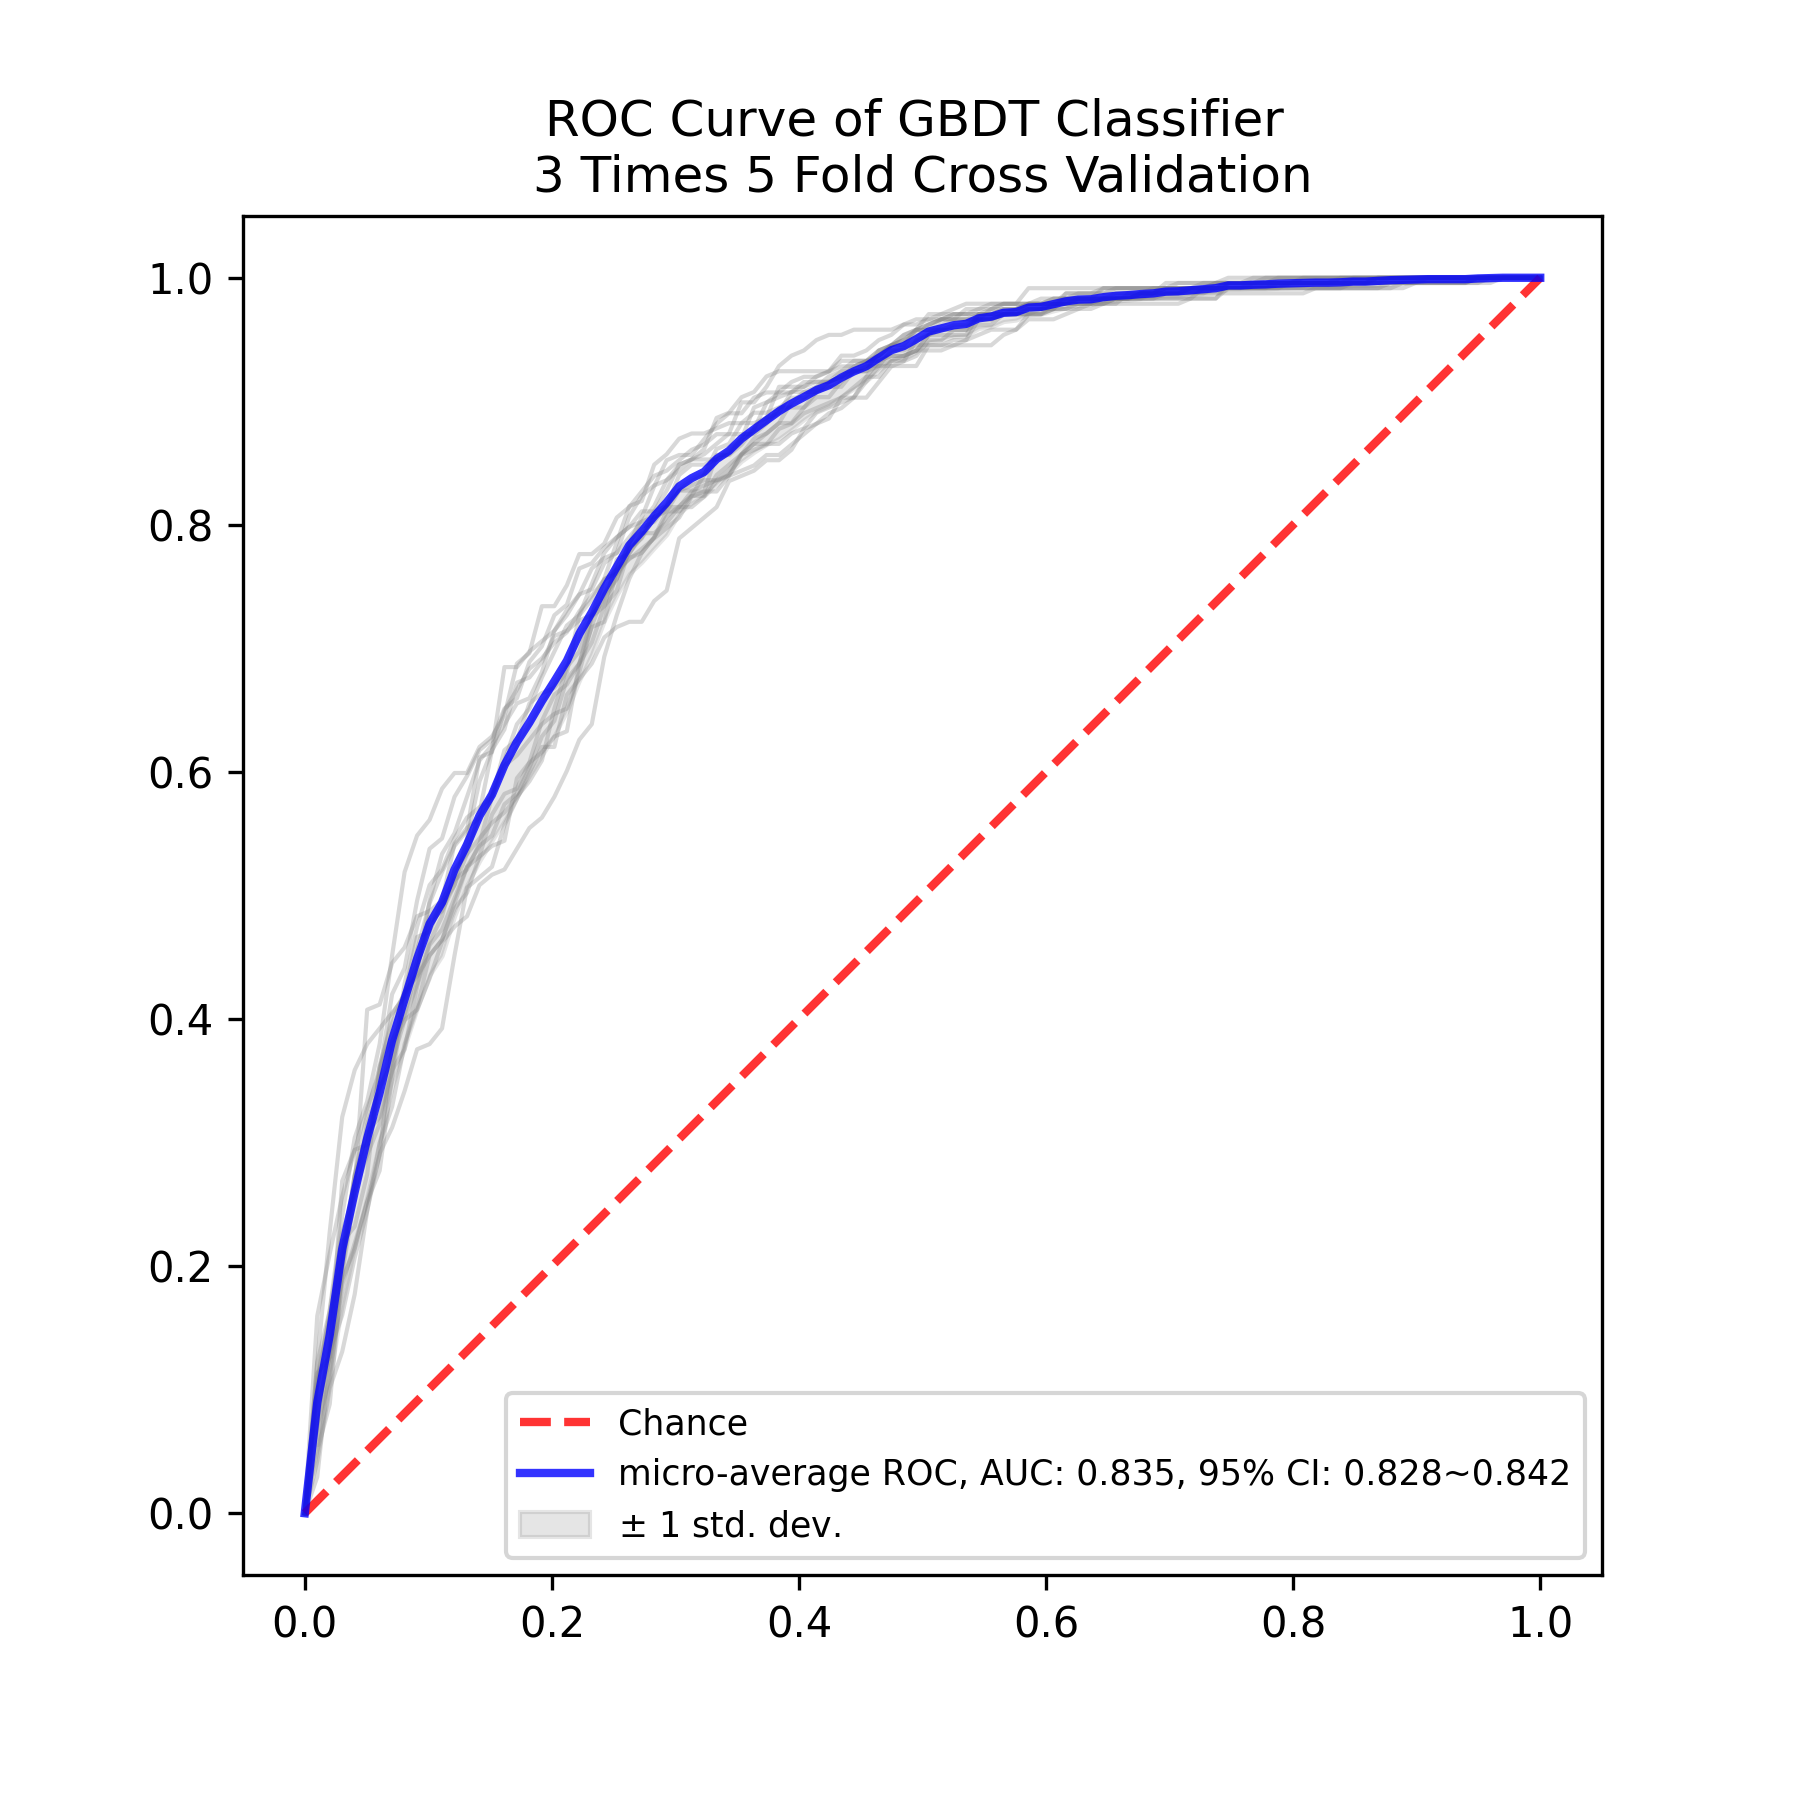 ROC Curve of GBDT Classifier
3 Times 5 Fold Cross Validation
1.0
0.8
0.6
0.4
0.2
0.0
Chance
micro-average ROC, AUC: 0.835, 95% CI: 0.828~0.842
± 1 std. dev.
0.0 0.2 0.4 0.6 0.8 1.0